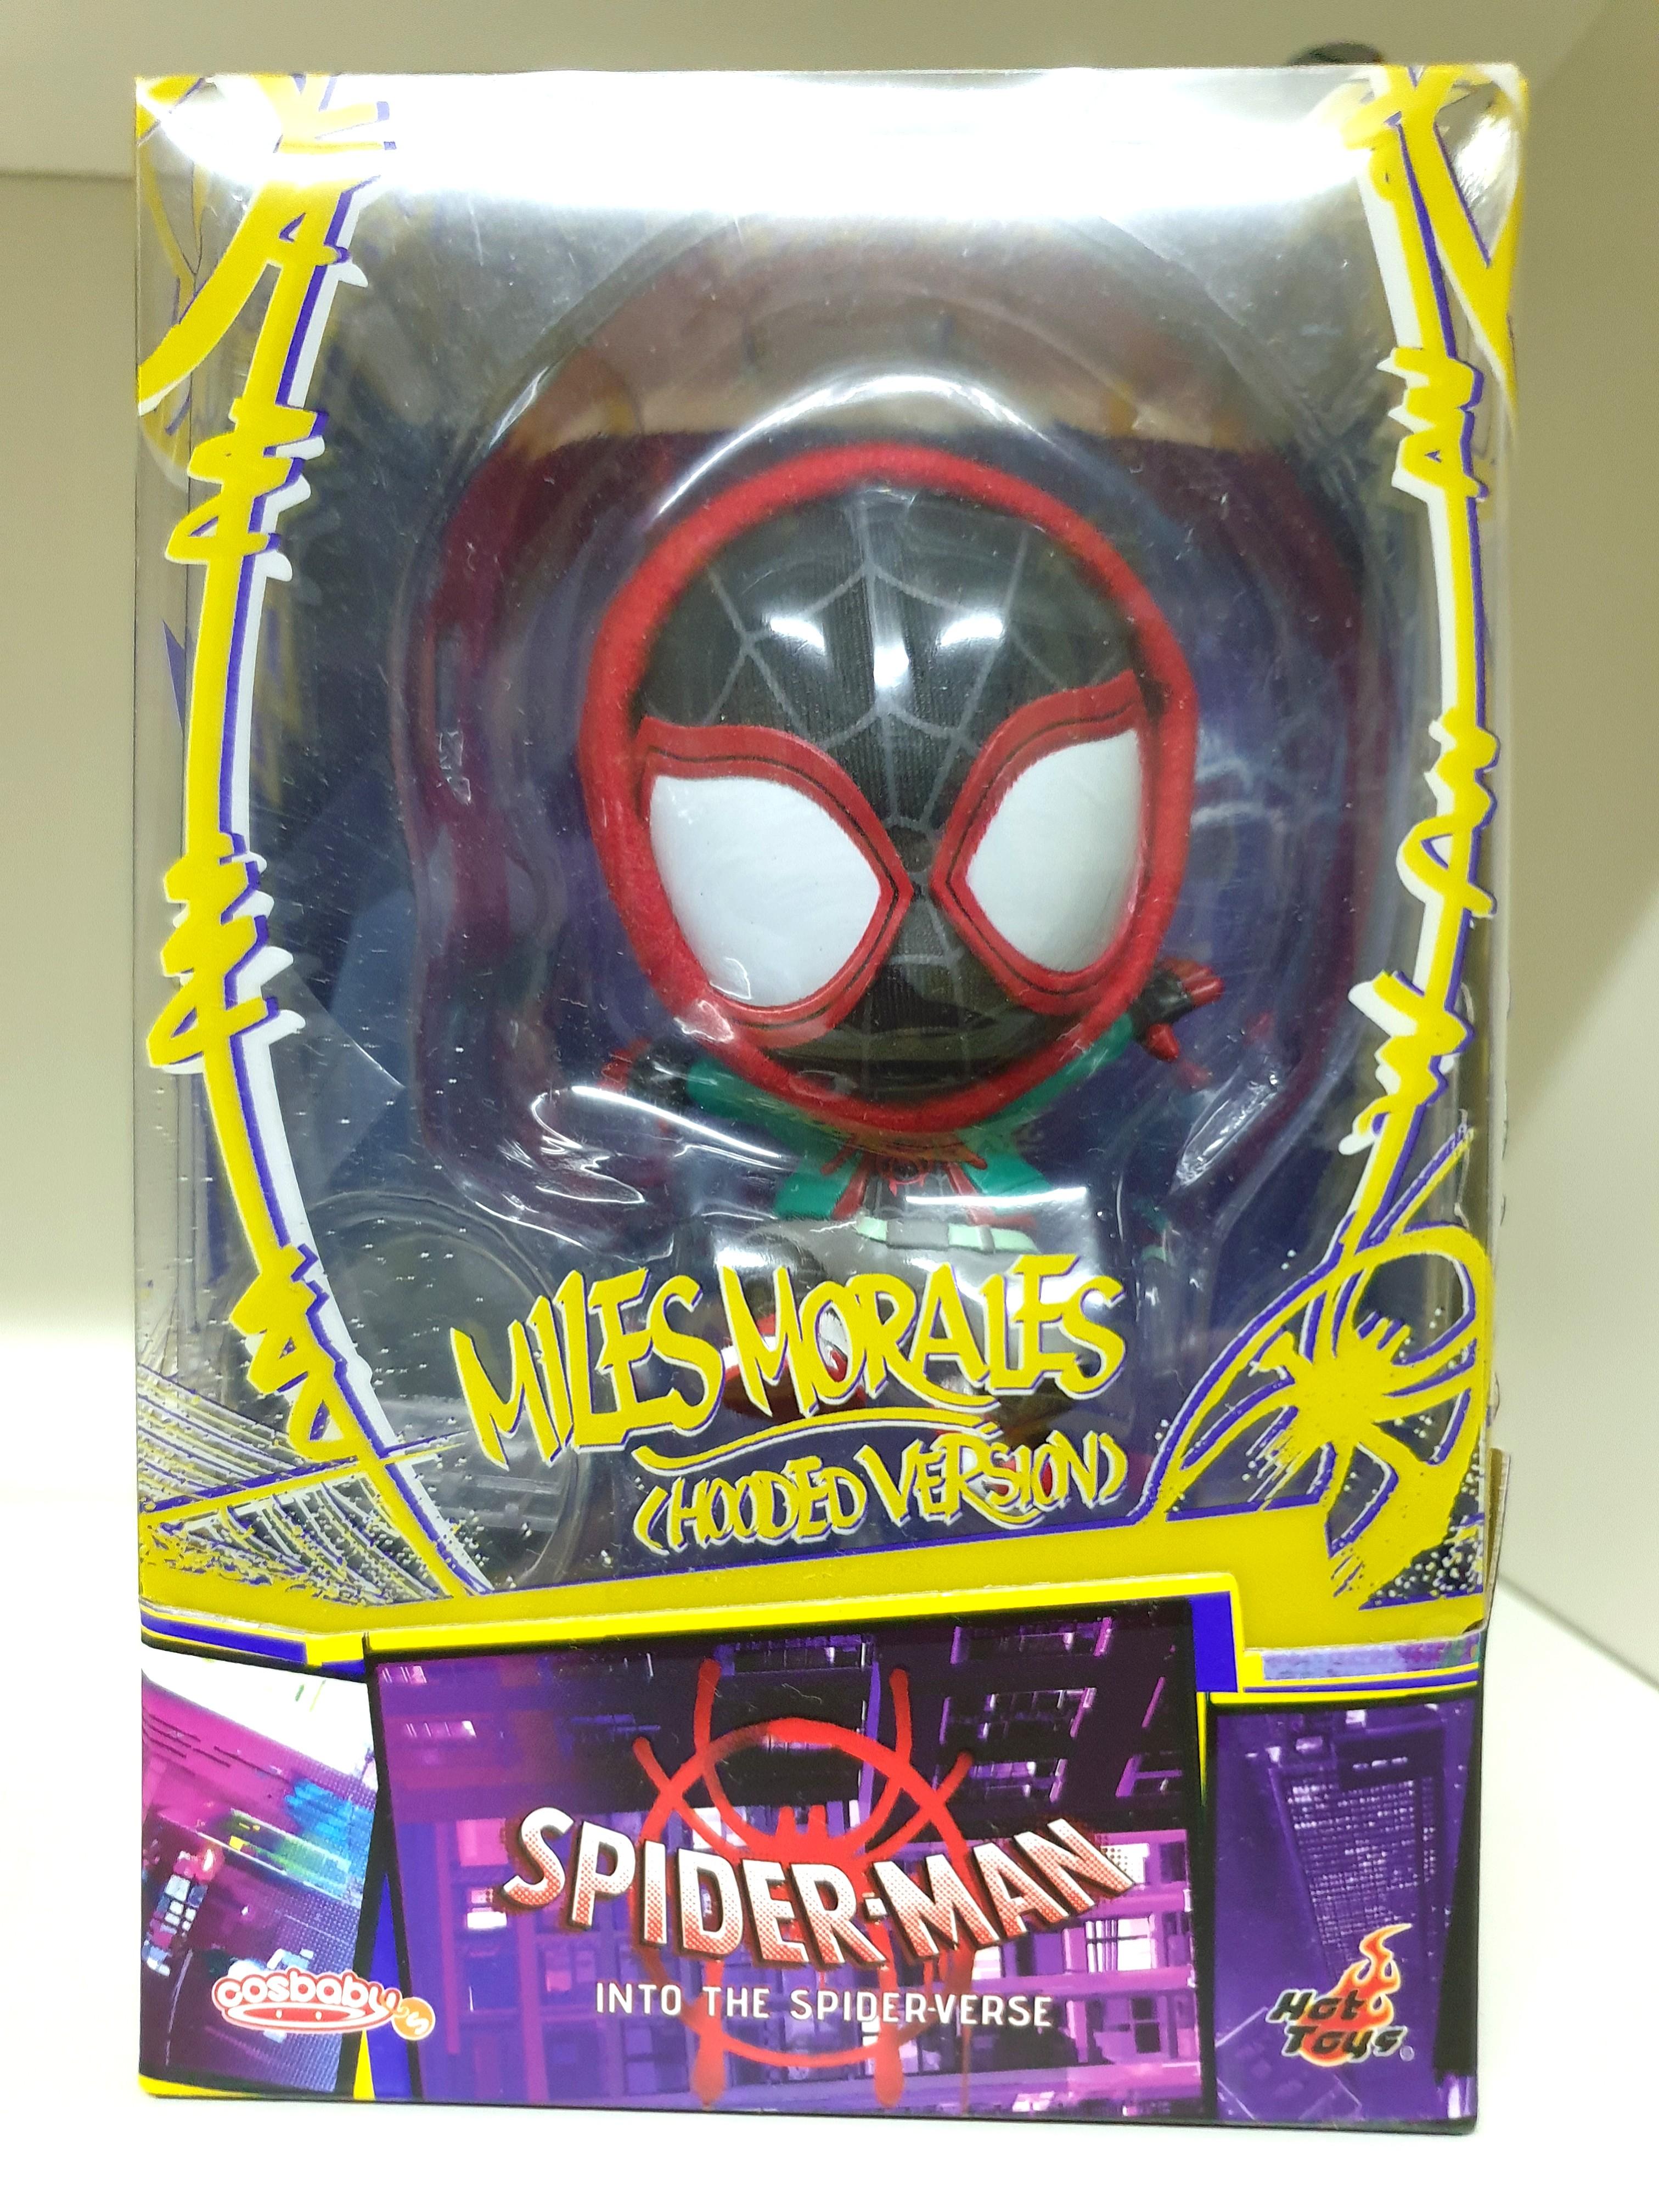 MILES MORALES
(HOODED VERSION)
SPIDER-MAN
INTO THE SPIDER-VERSE
cosbaby S
Hot
Toys®